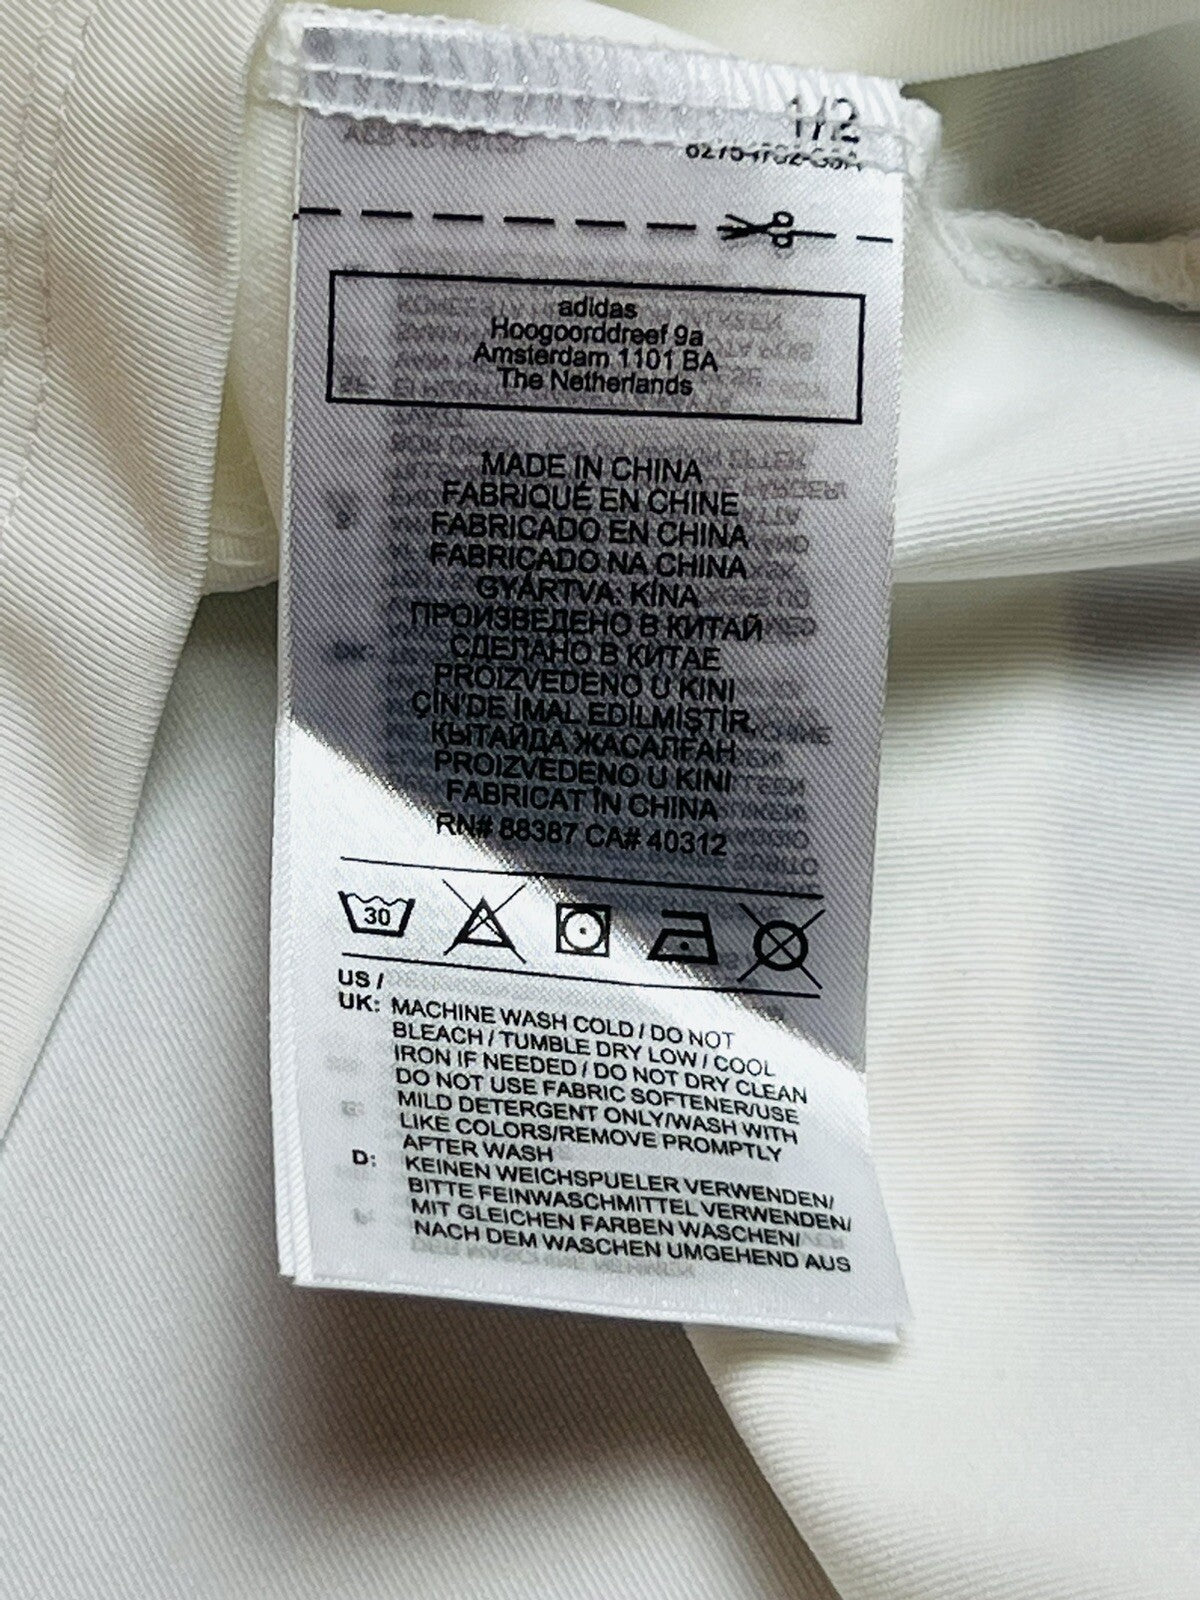 1/2
adidas
Hoogoorddreef 9a
Amsterdam 1101 BA
The Netherlands
MADE IN CHINA
FABRIQUÉ EN CHINE
FABRICADO EN CHINA
FABRICADO NA CHINA
GYÁRTVA: KÍNA
ПРОИЗВЕДЕНО В КИТАЙ
СДЕЛАНО В КИТАЕ
PROIZVEDENO U KINI
ÇİN'DE İMAL EDİLMİŞTİR.
ҚЫТАЙДА ЖАСАЛҒАН
PROIZVEDENO U KINI
FABRICAT ÎN CHINA
RN# 88387 CA# 40312
30
US /
UK: MACHINE WASH COLD / DO NOT
BLEACH / TUMBLE DRY LOW / COOL
IRON IF NEEDED / DO NOT DRY CLEAN
DO NOT USE FABRIC SOFTENER/USE
MILD DETERGENT ONLY/WASH WITH
LIKE COLORS/REMOVE PROMPTLY
AFTER WASH
D: KEINEN WEICHSPUELER VERWENDEN/
BITTE FEINWASCHMITTEL VERWENDEN/
MIT GLEICHEN FARBEN WASCHEN/
NACH DEM WASCHEN UMGEHEND AUS